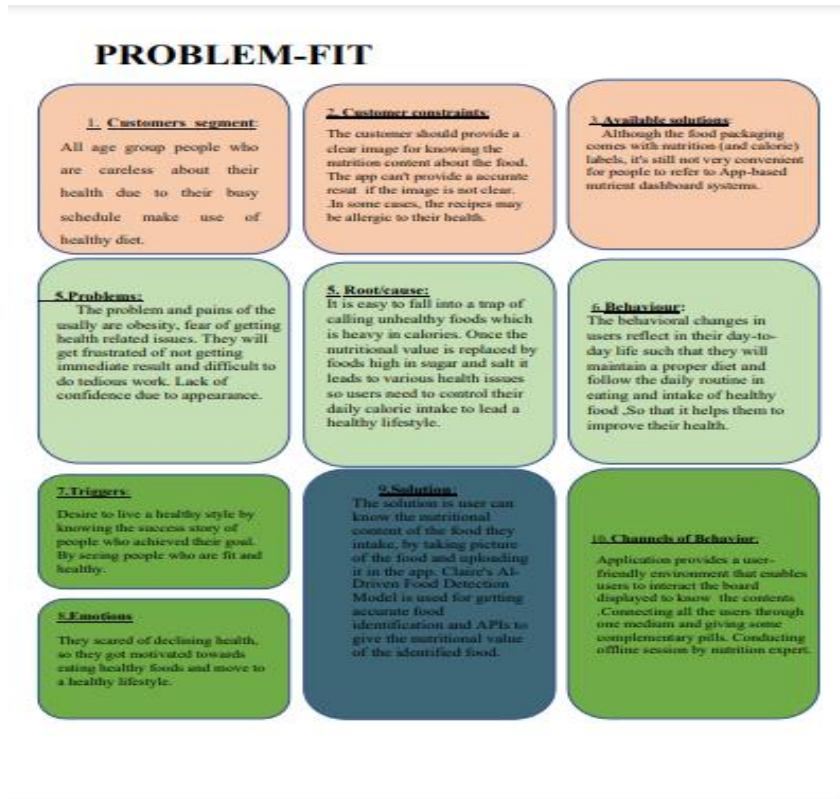 PROBLEM-FIT
1. Customers segment:
All age group people who
are careless about their
health due to their busy
schedule make use of
healthy diet.
2. Customer constraints:
The customer should provide a
clear image for knowing the
nutrition content about the food.
The app can't provide a accurate
resut if the image is not clear.
.In some cases, the recipes may
be allergic to their health.
3. Available solutions:
Although the food packaging
comes with nutrition (and calorie)
labels, it's still not very convenient
for people to refer to App-based
nutrient dashboard systems.
5.Problems:
The problem and pains of the
usally are obesity, fear of getting
health related issues. They will
get frustrated of not getting
immediate result and difficult to
do tedious work. Lack of
confidence due to appearance.
5. Root/cause:
It is easy to fall into a trap of
calling unhealthy foods which
is heavy in calories. Once the
nutritional value is replaced by
foods high in sugar and salt it
leads to various health issues
so users need to control their
daily calorie intake to lead a
healthy lifestyle.
6.Behaviour:
The behavioral changes in
users reflect in their day-to-
day life such that they will
maintain a proper diet and
follow the daily routine in
eating and intake of healthy
food ,So that it helps them to
improve their health.
7.Triggers:
Desire to live a healthy style by
knowing the success story of
people who achieved their goal.
By seeing people who are fit and
healthy.
8.Emotions
They scared of declining health,
so they got motivated towards
eating healthy foods and move to
a healthy lifestyle.
9.Solution:
The solution is user can
know the nutritional
content of the food they
intake, by taking picture
of the food and uploading
it in the app. Claire's AI-
Driven Food Detection
Model is used for getting
accurate food
identification and APIs to
give the nutritional value
of the identified food.
10. Channels of Behavior:
Application provides a user-
friendly environment that enables
users to interact the board
displayed to know the contents
.Connecting all the users through
one medium and giving some
complementary pills. Conducting
offline session by nutrition expert.